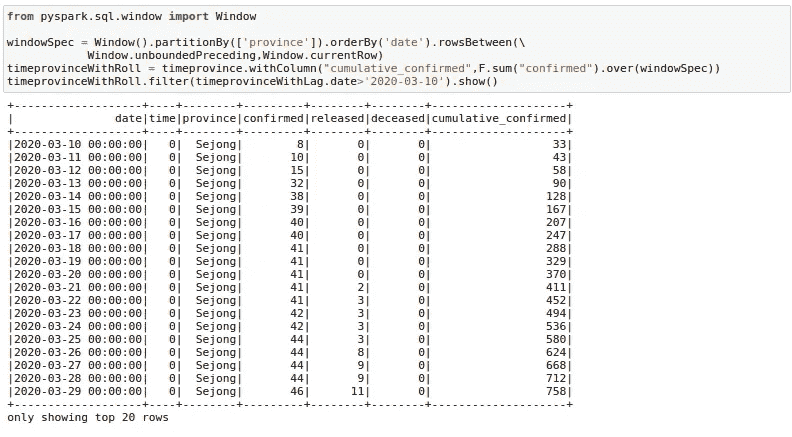 from pyspark.sql.window import Window

windowSpec = Window().partitionBy(['province']).orderBy('date').rowsBetween(\
            Window.unboundedPreceding,Window.currentRow)
timeprovinceWithRoll = timeprovince.withColumn("cumulative_confirmed",F.sum("confirmed").over(windowSpec))
timeprovinceWithRoll.filter(timeprovinceWithLag.date>'2020-03-10').show()
+-------------------+----+--------+---------+--------+--------+--------------------+
|               date|time|province|confirmed|released|deceased|cumulative_confirmed|
+-------------------+----+--------+---------+--------+--------+--------------------+
|2020-03-10 00:00:00|   0|  Sejong|        8|       0|       0|                  33|
|2020-03-11 00:00:00|   0|  Sejong|       10|       0|       0|                  43|
|2020-03-12 00:00:00|   0|  Sejong|       15|       0|       0|                  58|
|2020-03-13 00:00:00|   0|  Sejong|       32|       0|       0|                  90|
|2020-03-14 00:00:00|   0|  Sejong|       38|       0|       0|                 128|
|2020-03-15 00:00:00|   0|  Sejong|       39|       0|       0|                 167|
|2020-03-16 00:00:00|   0|  Sejong|       40|       0|       0|                 207|
|2020-03-17 00:00:00|   0|  Sejong|       40|       0|       0|                 247|
|2020-03-18 00:00:00|   0|  Sejong|       41|       0|       0|                 288|
|2020-03-19 00:00:00|   0|  Sejong|       41|       0|       0|                 329|
|2020-03-20 00:00:00|   0|  Sejong|       41|       0|       0|                 370|
|2020-03-21 00:00:00|   0|  Sejong|       41|       2|       0|                 411|
|2020-03-22 00:00:00|   0|  Sejong|       41|       3|       0|                 452|
|2020-03-23 00:00:00|   0|  Sejong|       42|       3|       0|                 494|
|2020-03-24 00:00:00|   0|  Sejong|       42|       3|       0|                 536|
|2020-03-25 00:00:00|   0|  Sejong|       44|       3|       0|                 580|
|2020-03-26 00:00:00|   0|  Sejong|       44|       8|       0|                 624|
|2020-03-27 00:00:00|   0|  Sejong|       44|       9|       0|                 668|
|2020-03-28 00:00:00|   0|  Sejong|       44|       9|       0|                 712|
|2020-03-29 00:00:00|   0|  Sejong|       46|      11|       0|                 758|
+-------------------+----+--------+---------+--------+--------+--------------------+
only showing top 20 rows